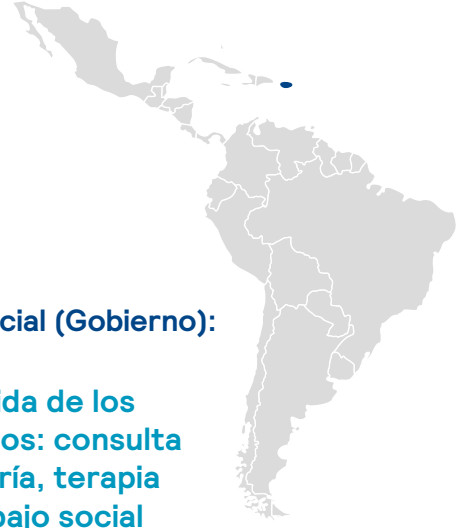 cial (Gobierno):
ida de los
os: consulta
ría, terapia
bajo social